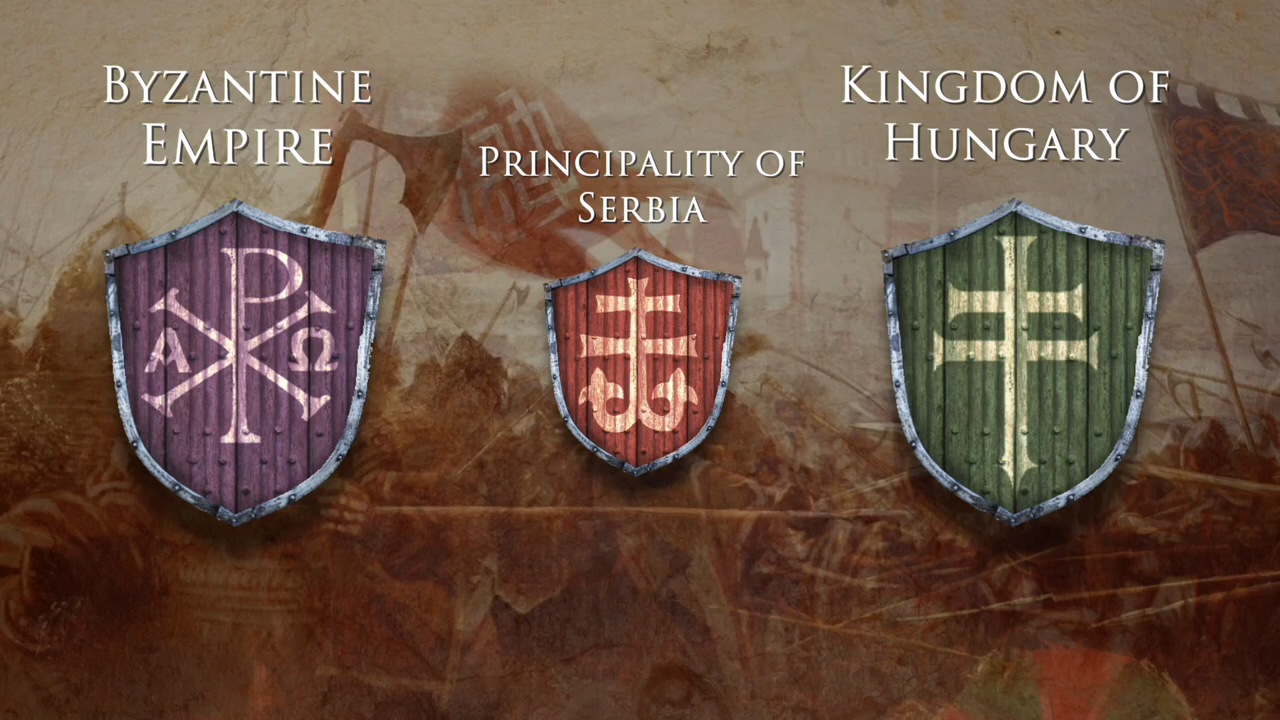 Byzantine
Empire
Principality of
Serbia
Kingdom of
Hungary
Α Ω